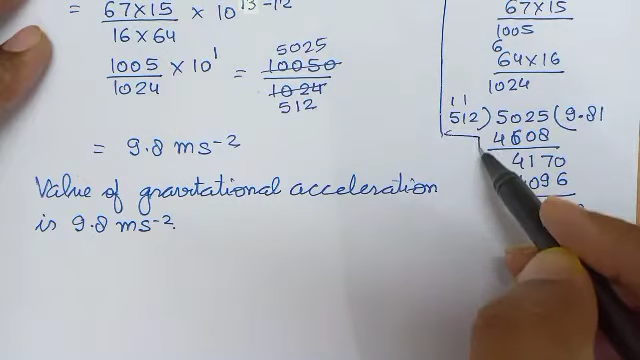 = 67×15 / 16×64 × 10^13-12
1005 / 1024 × 10^1 = 10050 / 1024
5025
512
= 9.8 ms^-2
Value of gravitational acceleration
is 9.8 ms^-2.
67×15
1005
6
64×16
1024
11
512) 5025 (9.81
4608
4170
4096